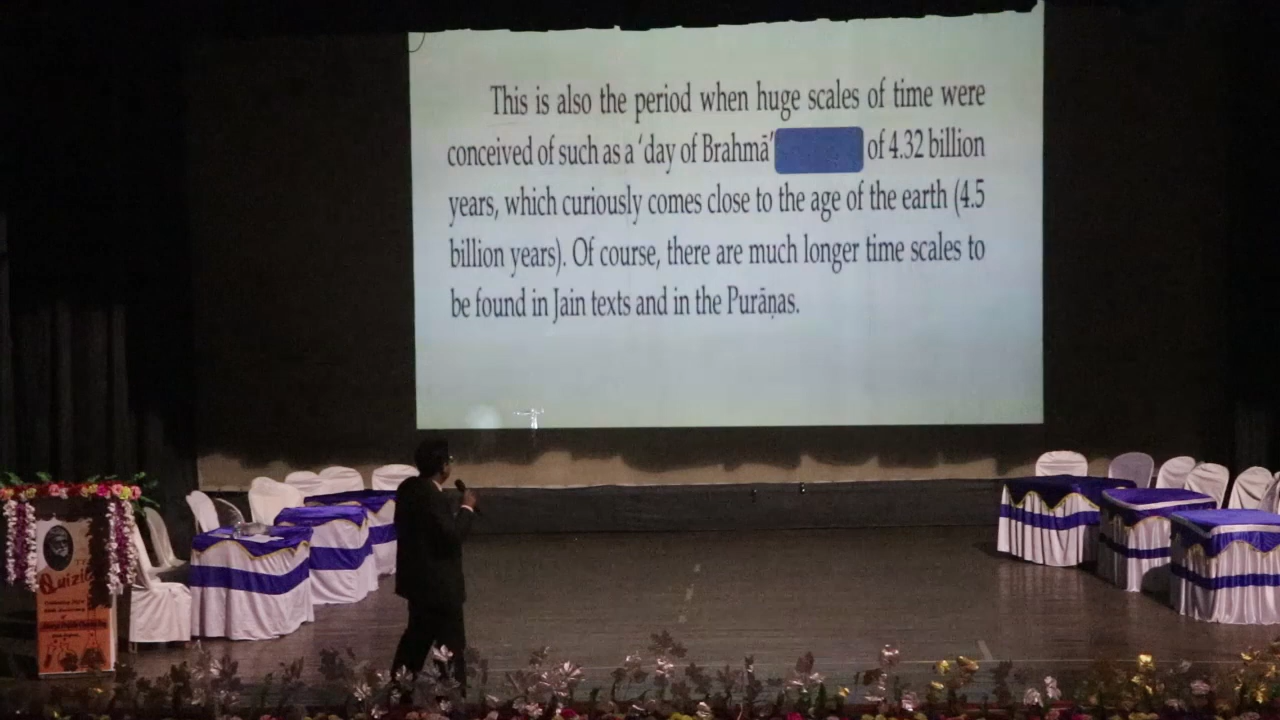 This is also the period when huge scales of time were
conceived of such as a ‘day of Brahmā’ of 4.32 billion
years, which curiously comes close to the age of the earth (4.5
billion years). Of course, there are much longer time scales to
be found in Jain texts and in the Purāṇas.
Quizic